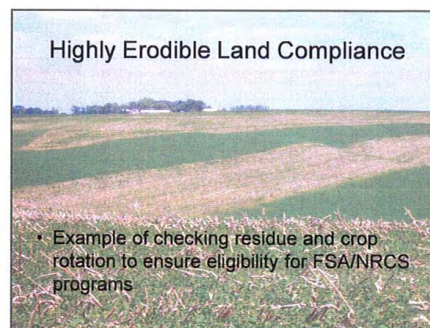 Highly Erodible Land Compliance
• Example of checking residue and crop
rotation to ensure eligibility for FSA/NRCS
programs